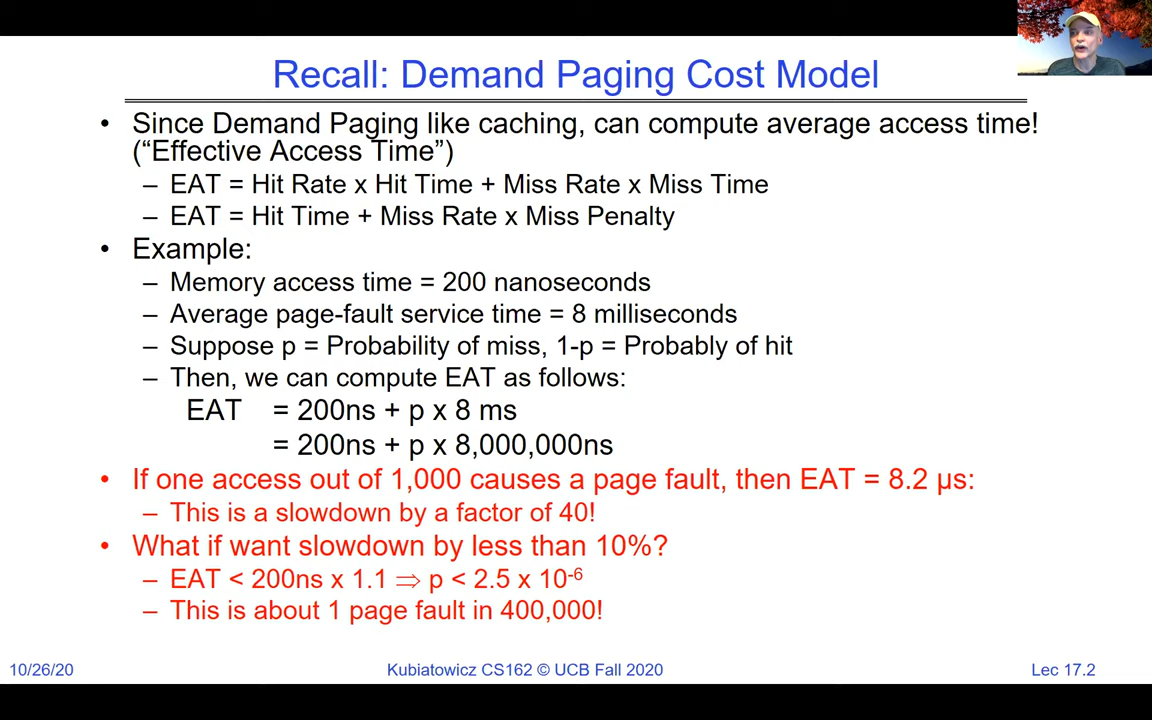 Recall: Demand Paging Cost Model
• Since Demand Paging like caching, can compute average access time!
(“Effective Access Time”)
– EAT = Hit Rate x Hit Time + Miss Rate x Miss Time
– EAT = Hit Time + Miss Rate x Miss Penalty
• Example:
– Memory access time = 200 nanoseconds
– Average page-fault service time = 8 milliseconds
– Suppose p = Probability of miss, 1-p = Probably of hit
– Then, we can compute EAT as follows:
EAT = 200ns + p x 8 ms
= 200ns + p x 8,000,000ns
• If one access out of 1,000 causes a page fault, then EAT = 8.2 μs:
– This is a slowdown by a factor of 40!
• What if want slowdown by less than 10%?
– EAT < 200ns x 1.1 ⇒ p < 2.5 x 10⁻⁶
– This is about 1 page fault in 400,000!
10/26/20 Kubiatowicz CS162 © UCB Fall 2020 Lec 17.2